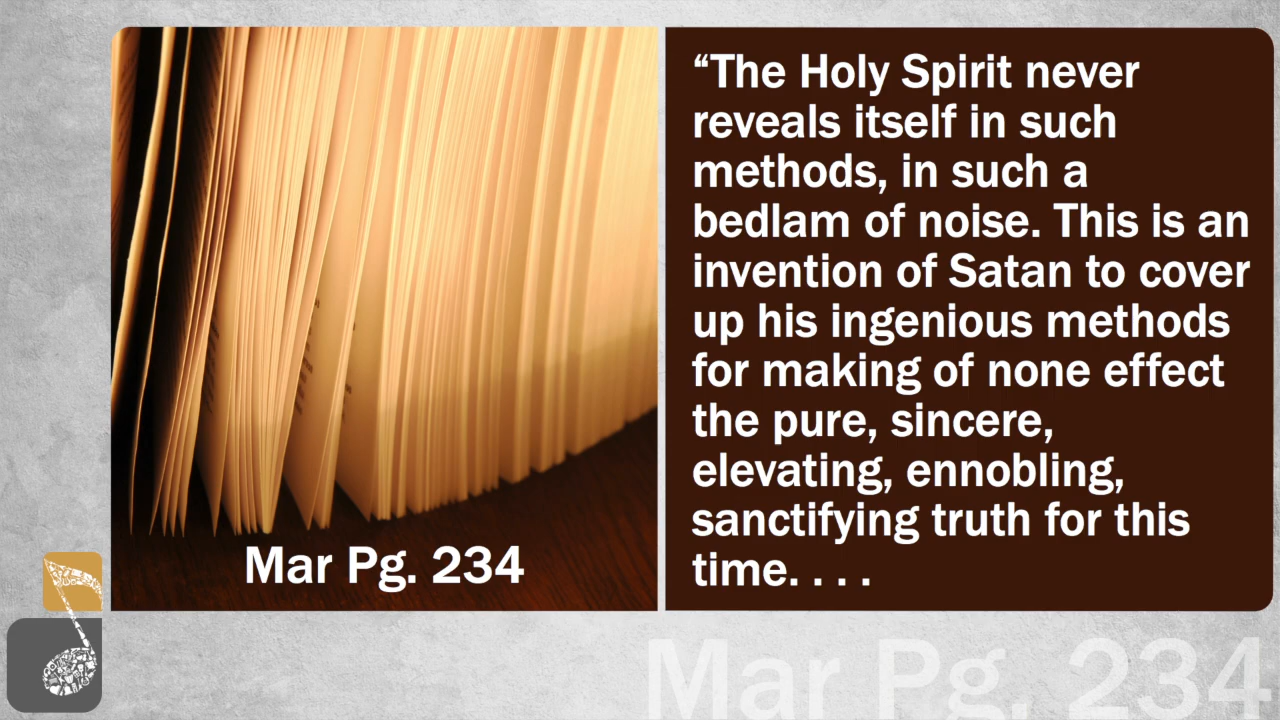 Mar Pg. 234
“The Holy Spirit never
reveals itself in such
methods, in such a
bedlam of noise. This is an
invention of Satan to cover
up his ingenious methods
for making of none effect
the pure, sincere,
elevating, ennobling,
sanctifying truth for this
time. . . .
Mar Pg. 234